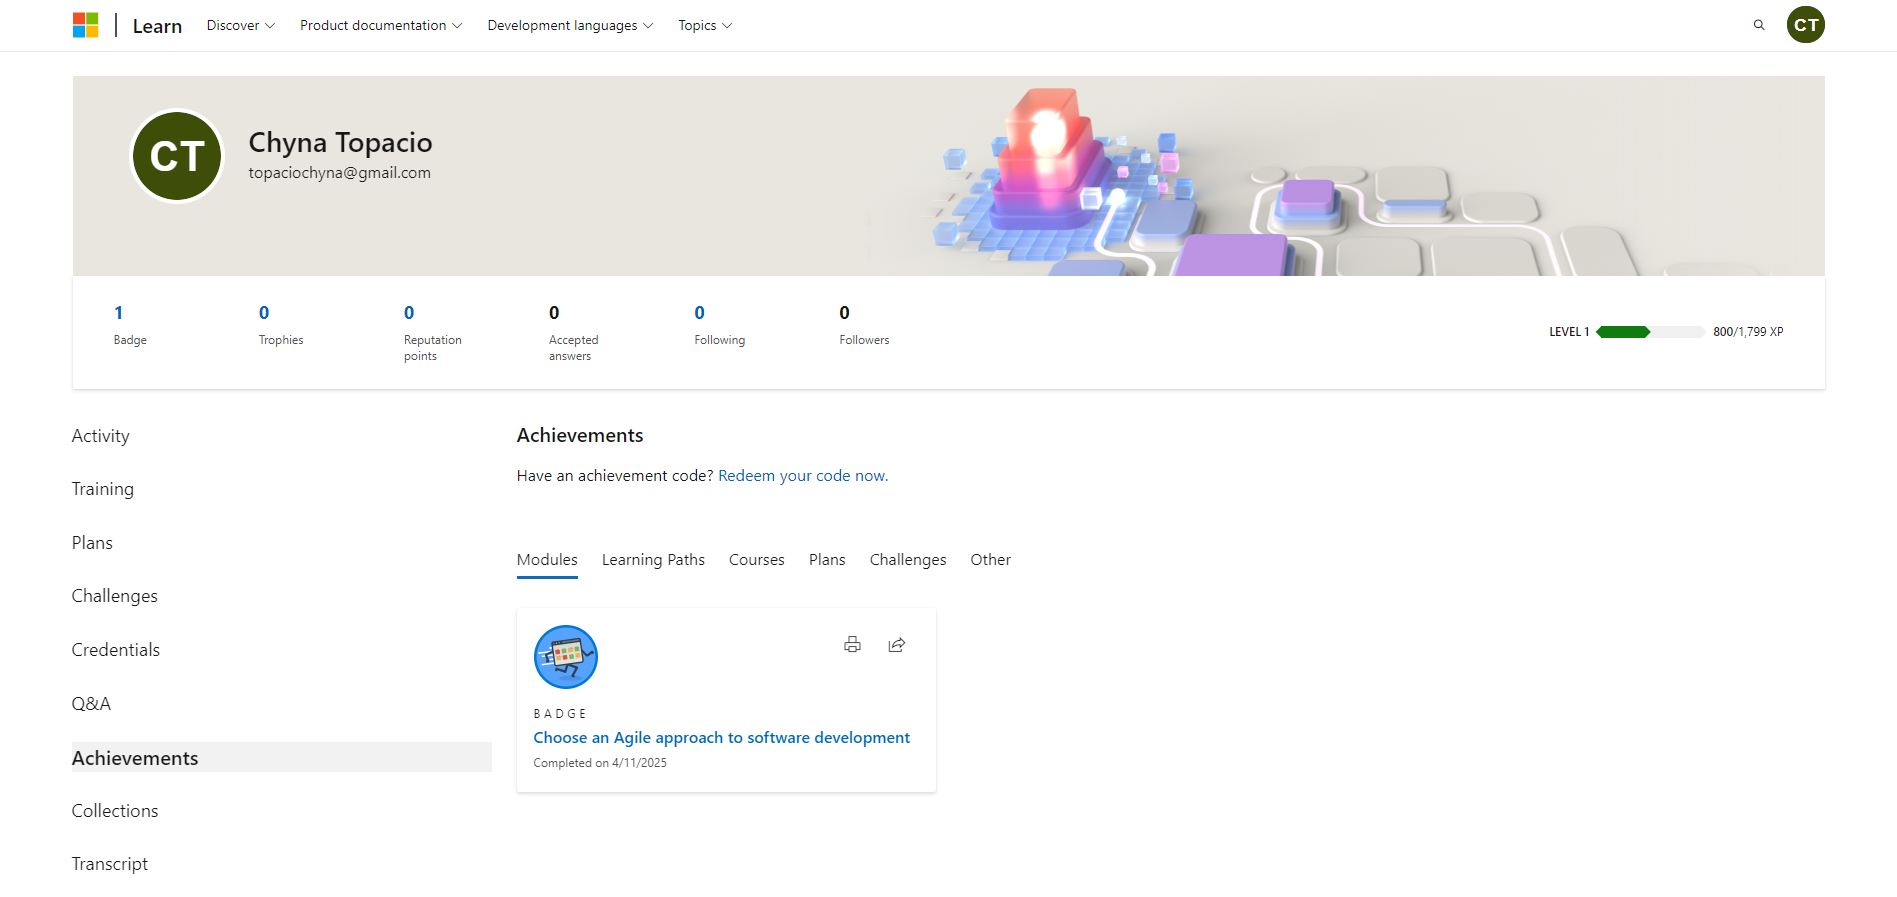 Learn
Discover
Product documentation
Development languages
Topics
CT
CT
Chyna Topacio
topaciochyna@gmail.com
1
Badge
0
Trophies
0
Reputation
points
0
Accepted
answers
0
Following
0
Followers
LEVEL 1
800/1,799 XP
Activity
Training
Plans
Challenges
Credentials
Q&A
Achievements
Collections
Transcript
Achievements
Have an achievement code? Redeem your code now.
Modules
Learning Paths
Courses
Plans
Challenges
Other
BADGE
Choose an Agile approach to software development
Completed on 4/11/2025